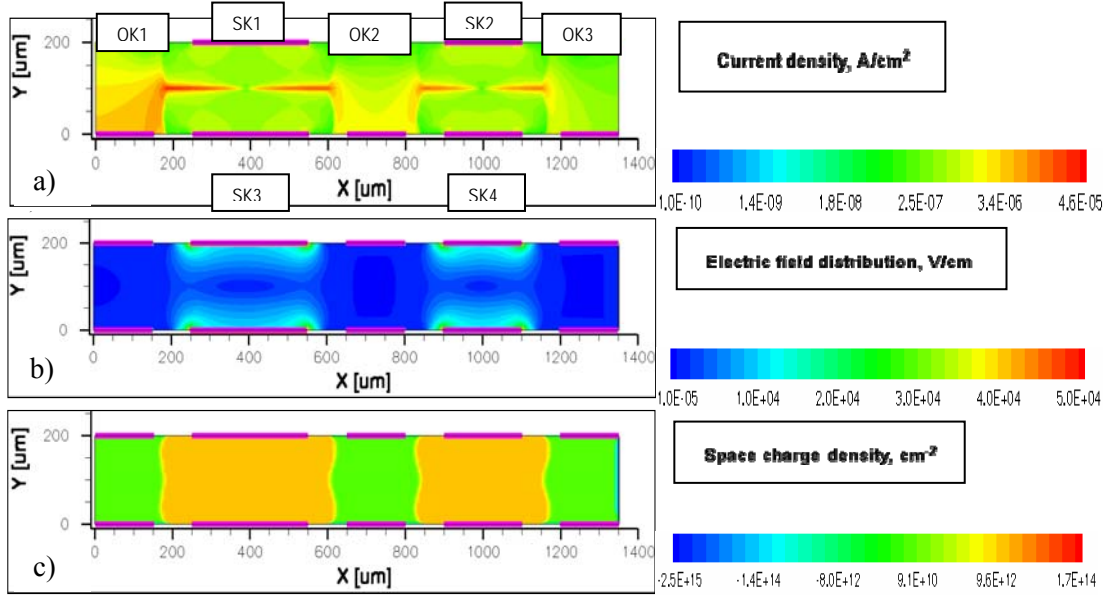 OK1 SK1 OK2 SK2 OK3
Y [um]
200
0
0 200 400 600 800 1000 1200 1400
X [um]
a)
Current density, A/cm²
1.0E-10 1.4E-09 1.8E-08 2.5E-07 3.4E-06 4.6E-05
SK3 SK4
Y [um]
200
0
0 200 400 600 800 1000 1200 1400
X [um]
b)
Electric field distribution, V/cm
1.0E-05 1.0E+04 2.0E+04 3.0E+04 4.0E+04 5.0E+04
Y [um]
200
0
0 200 400 600 800 1000 1200 1400
X [um]
c)
Space charge density, cm⁻²
-2.5E+15 -1.4E+14 -8.0E+12 9.1E+10 9.6E+12 1.7E+14